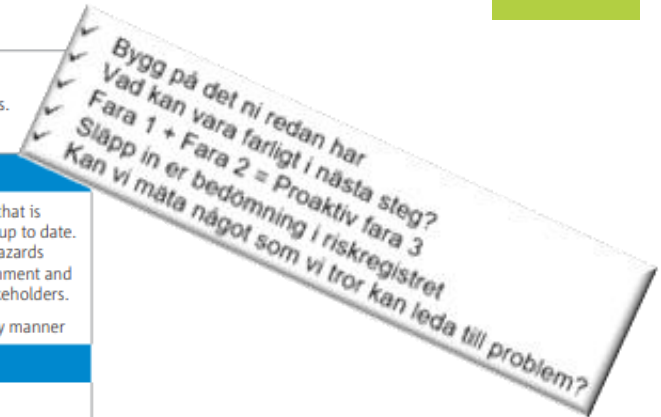 s.
✔ Bygg på det ni redan har
✔ Vad kan vara farligt i nästa steg?
✔ Fara 1 + Fara 2 = Proaktiv fara 3
✔ Släpp in er bedömning i riskregistret
✔ Kan vi mäta något som vi tror kan leda till problem?
that is
up to date.
azards
nment and
keholders.
y manner